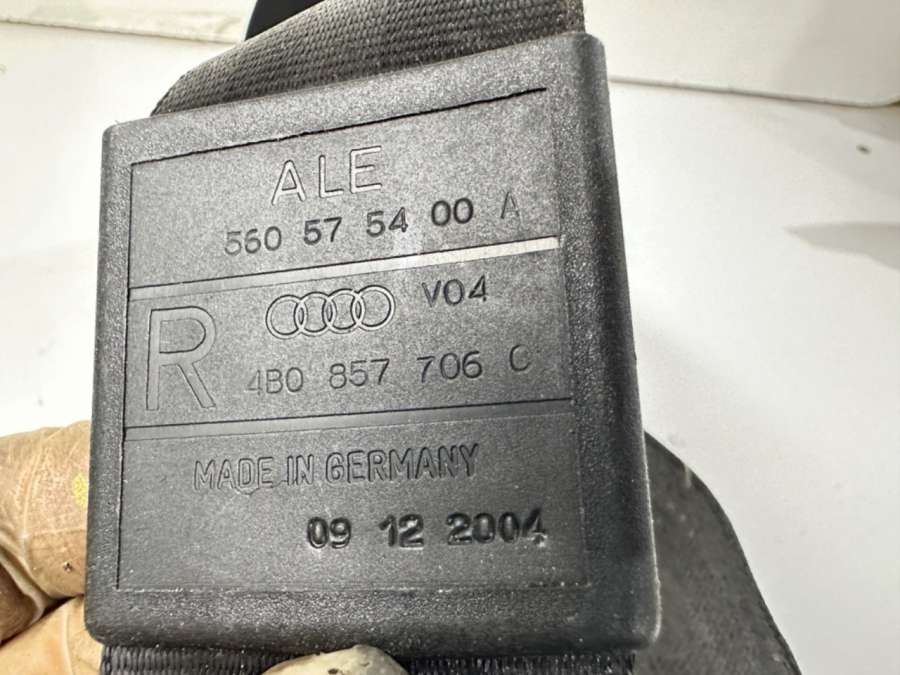 ALE
560 57 54 00 A
V04
R
4B0 857 706 C
MADE IN GERMANY
09 12 2004